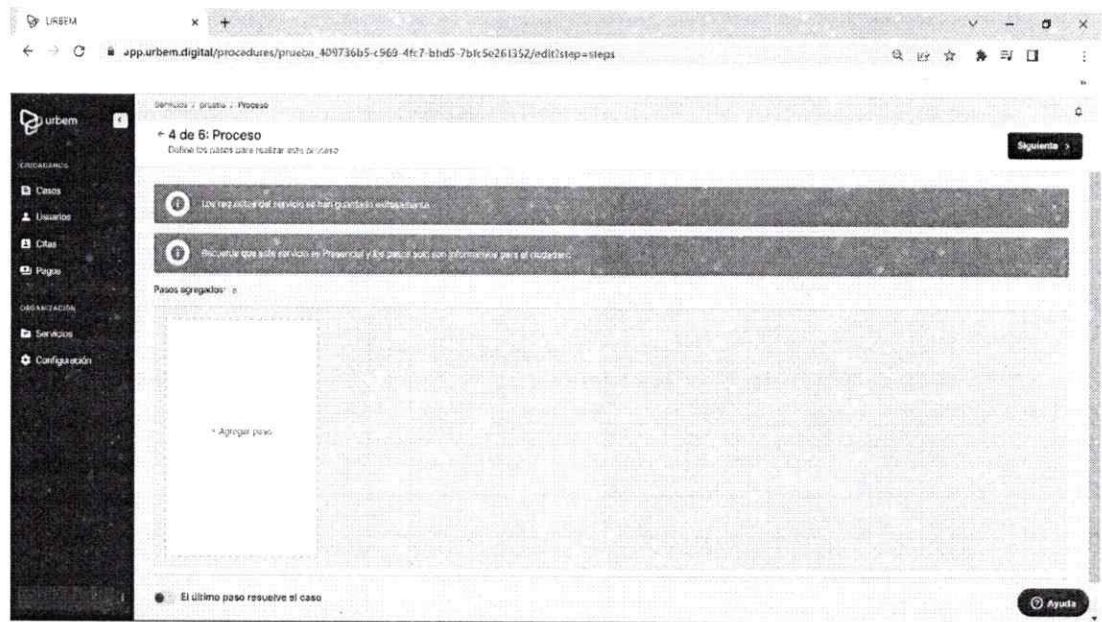 URBEM
app.urbem.digital/procedures/prueba_409736b5-c969-4fc7-bhd5-7bfc5e261352/edit?step=steps
urbem
Servicios / prueba / Proceso
← 4 de 6: Proceso
Define los pasos para realizar este proceso
Siguiente >
CIUDADANOS
Casos
Usuarios
Citas
Pagos
ORGANIZACIÓN
Servicios
Configuración
Los requisitos del servicio se han guardado exitosamente
Recuerde que este servicio es Presencial y los pasos solo son informativos para el ciudadano
Pasos agregados:
+ Agregar paso
El último paso resuelve el caso
Ayuda